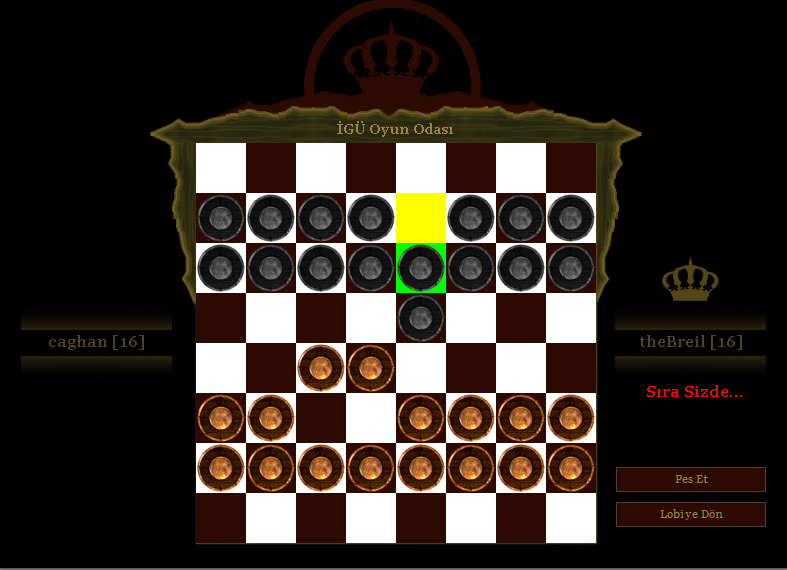 İGÜ Oyun Odası
caghan [16]
theBreil [16]
Sıra Sizde...
Pes Et
Lobiye Dön